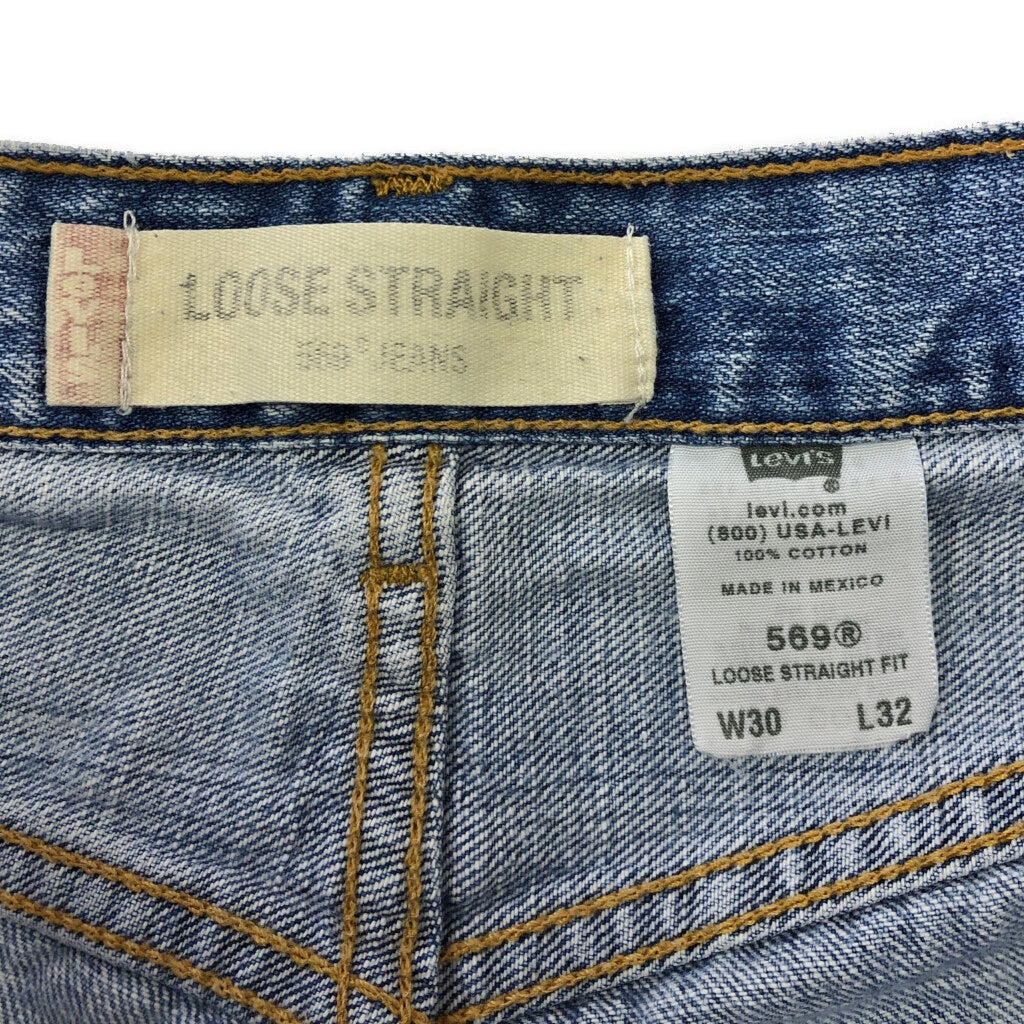 LEVI'S
LOOSE STRAIGHT
569® JEANS
Levi's®
levi.com
(800) USA-LEVI
100% COTTON
MADE IN MEXICO
569®
LOOSE STRAIGHT FIT
W30 L32